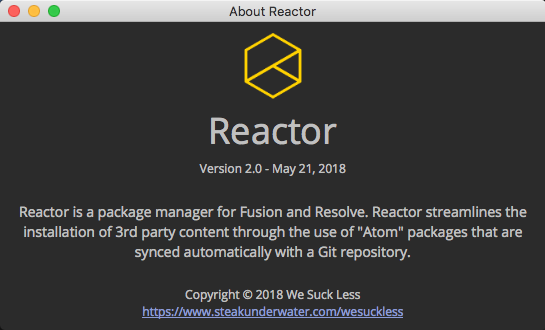 About Reactor
Reactor
Version 2.0 - May 21, 2018
Reactor is a package manager for Fusion and Resolve. Reactor streamlines the
installation of 3rd party content through the use of "Atom" packages that are
synced automatically with a Git repository.
Copyright © 2018 We Suck Less
https://www.steakunderwater.com/wesuckless